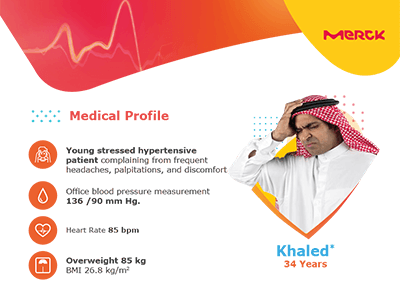 MERCK
Medical Profile
Young stressed hypertensive
patient complaining from frequent
headaches, palpitations, and discomfort
Office blood pressure measurement
136 /90 mm Hg.
Heart Rate 85 bpm
Overweight 85 kg
BMI 26.8 kg/m²
Khaled*
34 Years